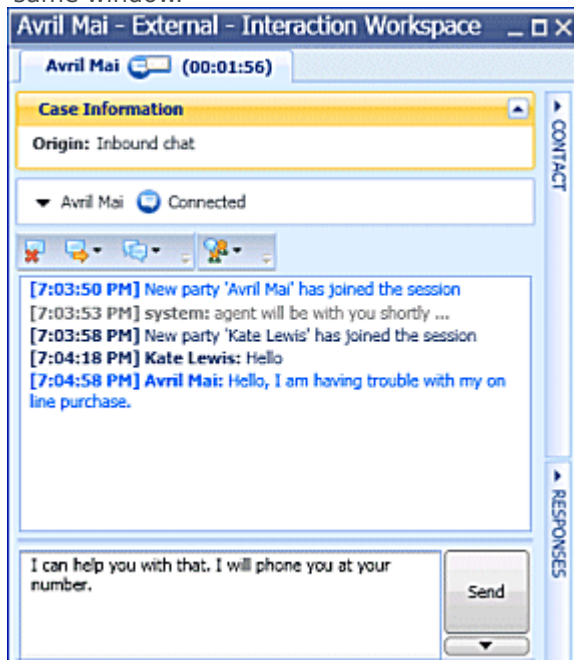 same window.
Avril Mai - External - Interaction Workspace
Avril Mai (00:01:56)
Case Information
Origin: Inbound chat
Avril Mai Connected
[7:03:50 PM] New party 'Avril Mai' has joined the session
[7:03:53 PM] system: agent will be with you shortly ...
[7:03:58 PM] New party 'Kate Lewis' has joined the session
[7:04:18 PM] Kate Lewis: Hello
[7:04:58 PM] Avril Mai: Hello, I am having trouble with my on
line purchase.
I can help you with that. I will phone you at your
number.
Send
CONTACT
RESPONSES